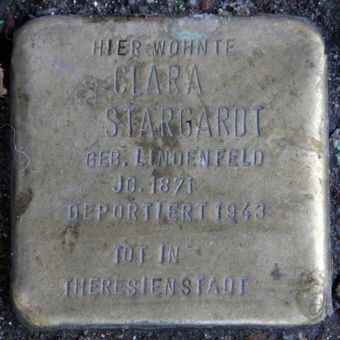 HIER WOHNTE
CLARA
STARGARDT
GEB. LINDENFELD
JG. 1871
DEPORTIERT 1943
TOT IN
THERESIENSTADT